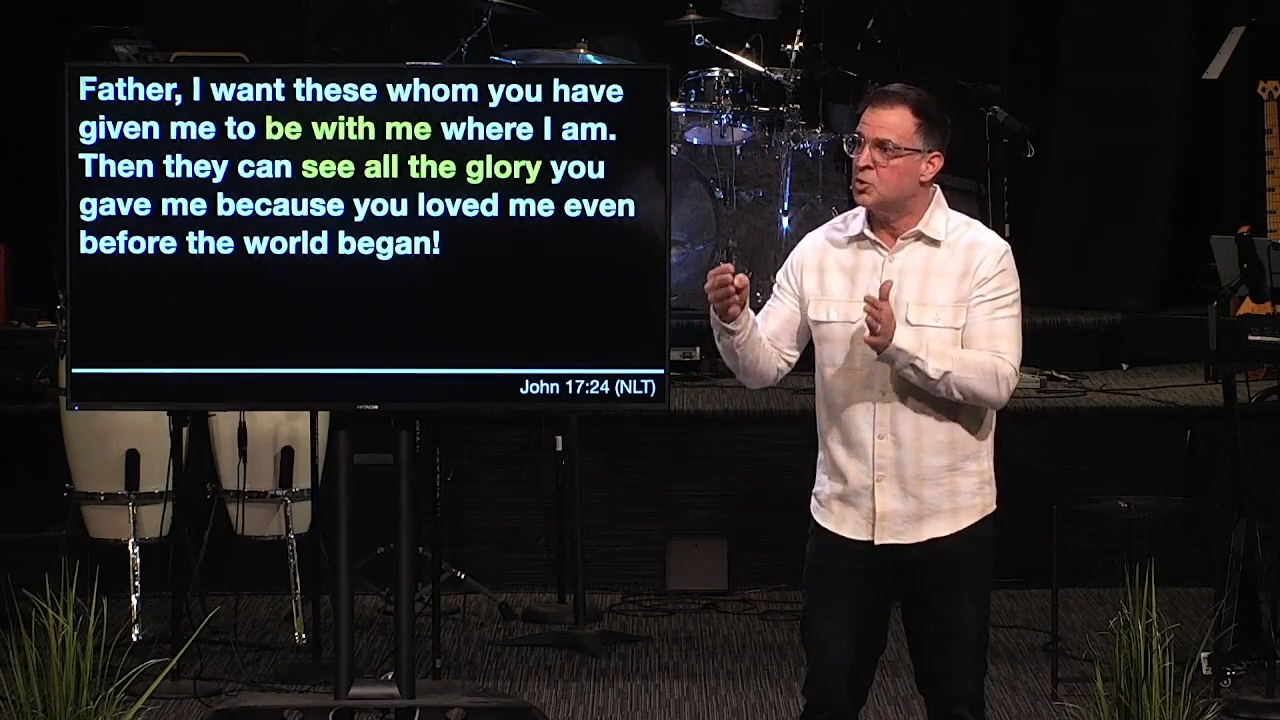 Father, I want these whom you have
given me to be with me where I am.
Then they can see all the glory you
gave me because you loved me even
before the world began!
John 17:24 (NLT)
HITACHI